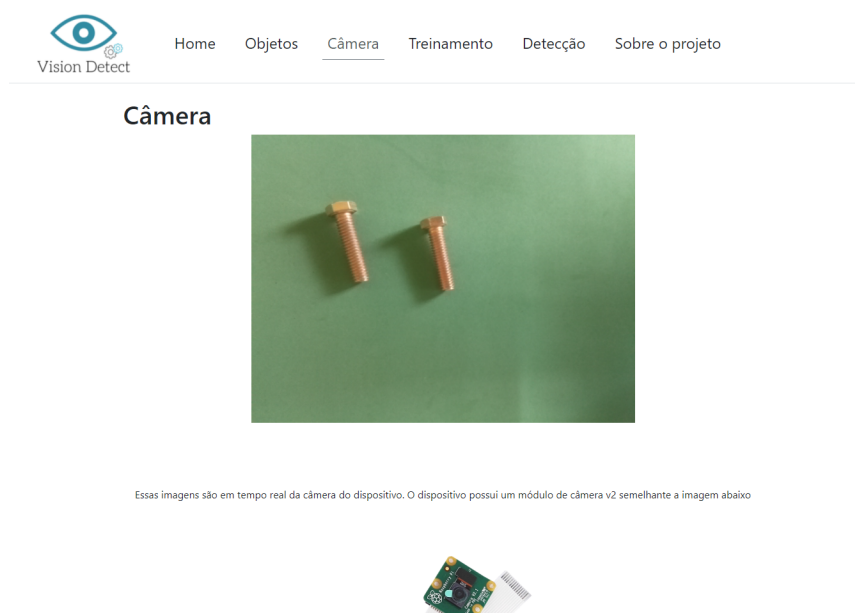 Vision Detect
Home Objetos Câmera Treinamento Detecção Sobre o projeto
Câmera
Essas imagens são em tempo real da câmera do dispositivo. O dispositivo possui um módulo de câmera v2 semelhante a imagem abaixo